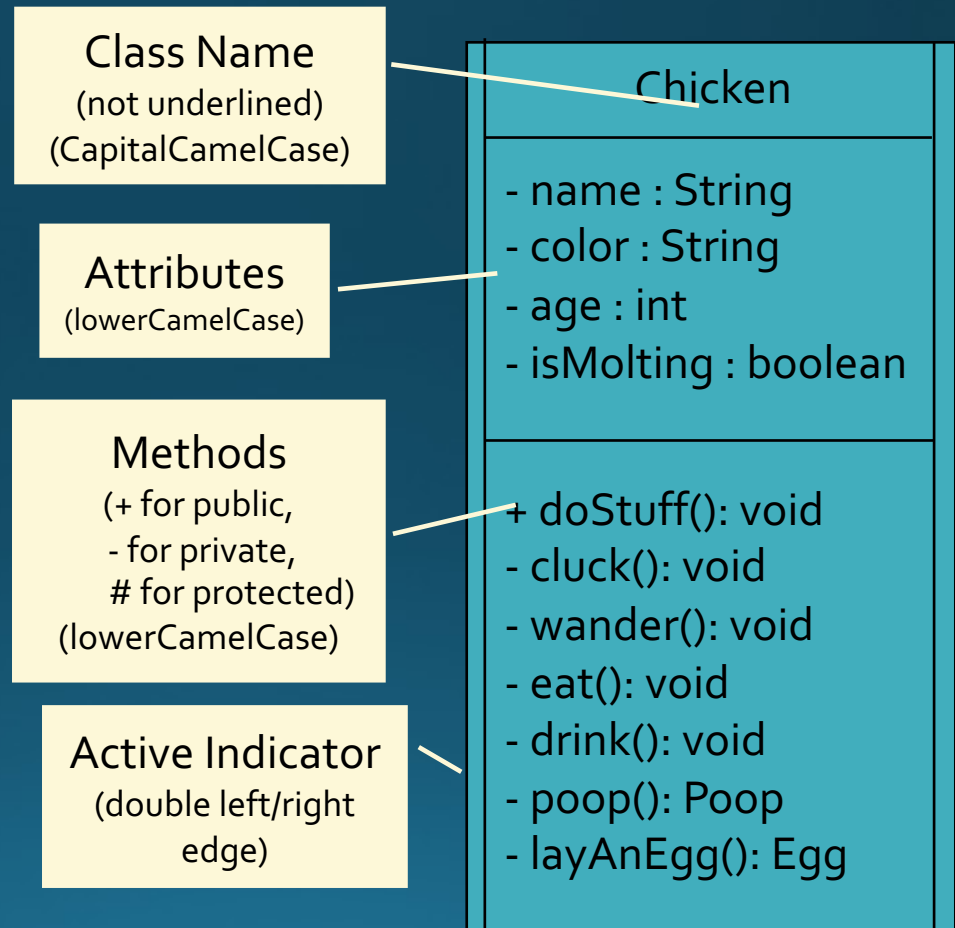 Class Name
(not underlined)
(CapitalCamelCase)
Attributes
(lowerCamelCase)
Methods
(+ for public,
- for private,
# for protected)
(lowerCamelCase)
Active Indicator
(double left/right
edge)
Chicken
- name : String
- color : String
- age : int
- isMolting : boolean
+ doStuff(): void
- cluck(): void
- wander(): void
- eat(): void
- drink(): void
- poop(): Poop
- layAnEgg(): Egg